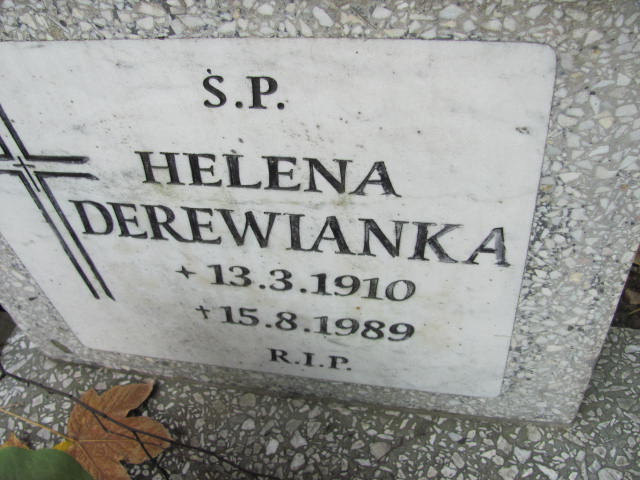 Ś.P.
HELENA
DEREWIANKA
+ 13.3.1910
† 15.8.1989
R.I.P.